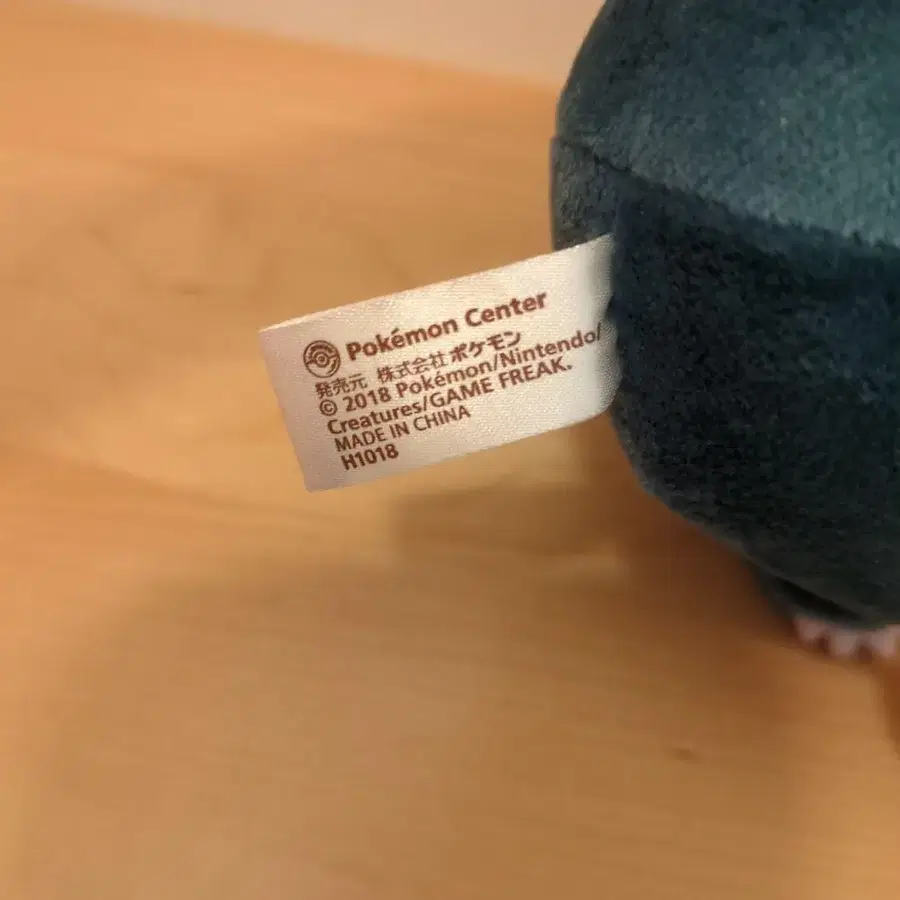 Pokémon Center
発売元 株式会社ポケモン
© 2018 Pokémon/Nintendo/
Creatures/GAME FREAK.
MADE IN CHINA
H1018